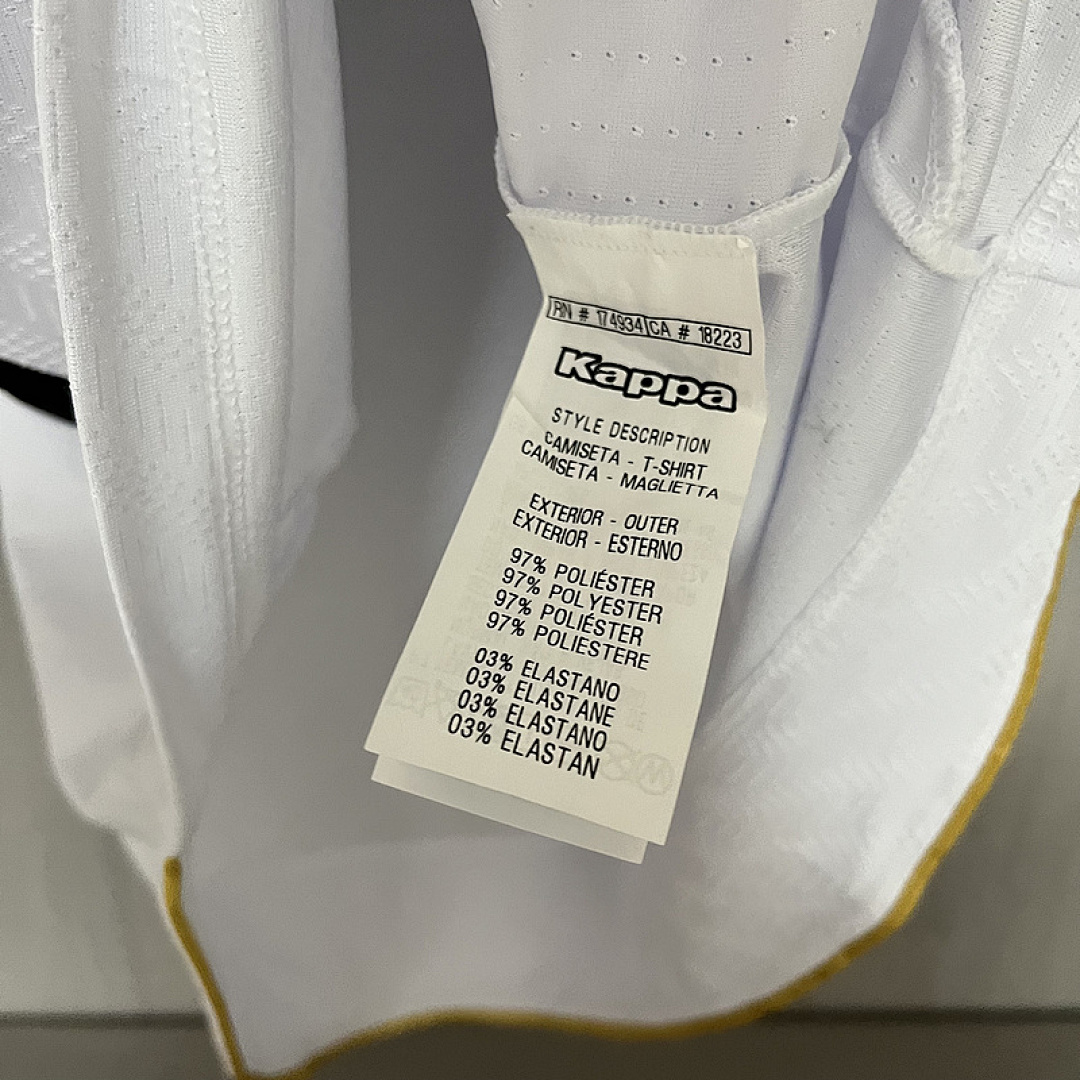 RN # 174934 CA # 18223
Kappa
STYLE DESCRIPTION
CAMISETA - T-SHIRT
CAMISETA - MAGLIETTA
EXTERIOR - OUTER
EXTERIOR - ESTERNO
97% POLIÉSTER
97% POLYESTER
97% POLIÉSTER
97% POLIESTERE
03% ELASTANO
03% ELASTANE
03% ELASTANO
03% ELASTAN